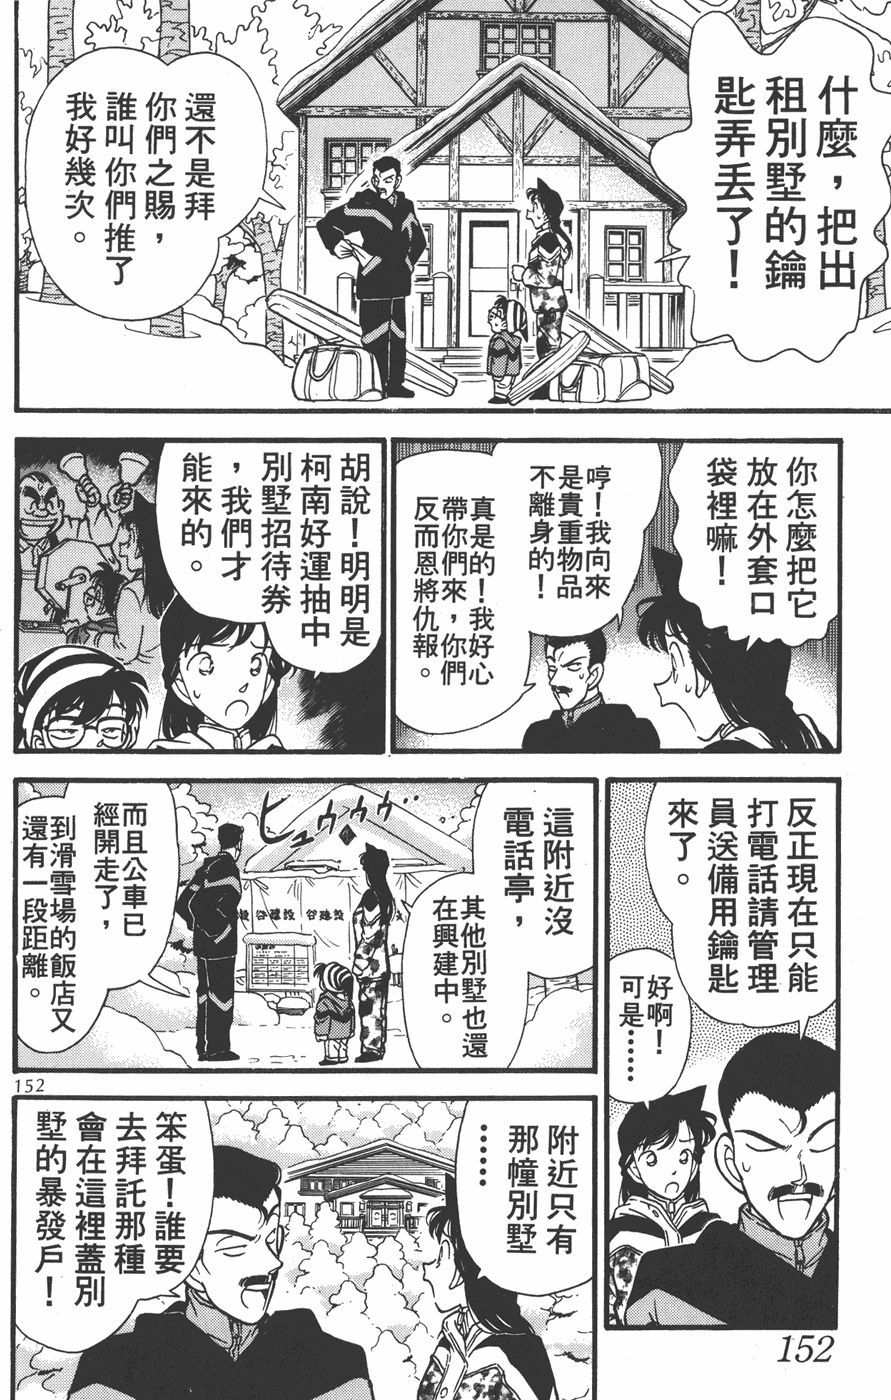 什麼，把出
租別墅的鑰
匙弄丟了！
還不是拜
你們之賜，
誰叫你們推了
我好幾次。
你怎麼把它
放在外套口
袋裡嘛！
哼！我向來
是貴重物品
不離身的！
真是的！我好心
帶你們來，你們
反而恩將仇報。
胡說！明明是
柯南好運抽中
別墅招待券
，我們才
能來的。
反正現在只能
打電話請管理
員送備用鑰匙
來了。
好啊！
可是……
這附近沒
電話亭，
其他別墅也還
在興建中。
ヒュウゥゥ
谷建設
谷建設
而且公車已
經開走了，
到滑雪場的飯店又
還有一段距離。
152
附近只有
那幢別墅
……
笨蛋！誰要
去拜託那種
會在這裡蓋別
墅的暴發戶！
152